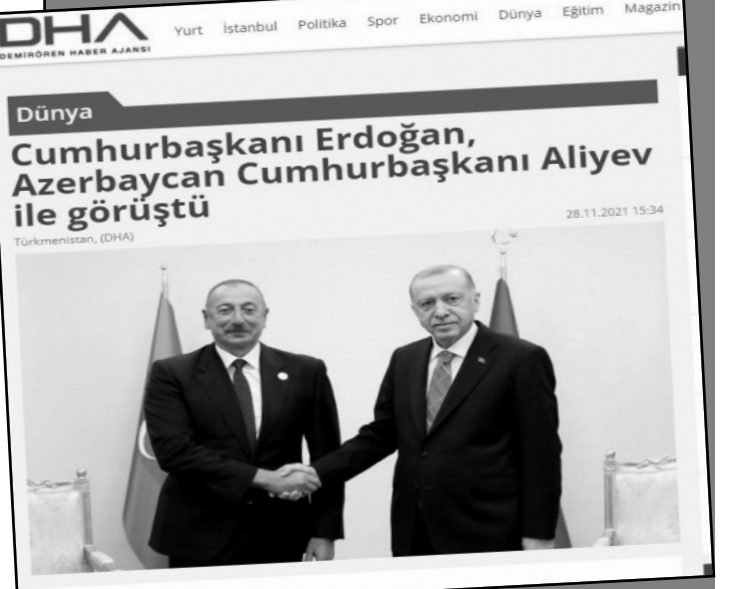 DHA
DEMİRÖREN HABER AJANSI
Yurt İstanbul Politika Spor Ekonomi Dünya Eğitim Magazin
Dünya
Cumhurbaşkanı Erdoğan,
Azerbaycan Cumhurbaşkanı Aliyev
ile görüştü
28.11.2021 15:34
Türkmenistan, (DHA)